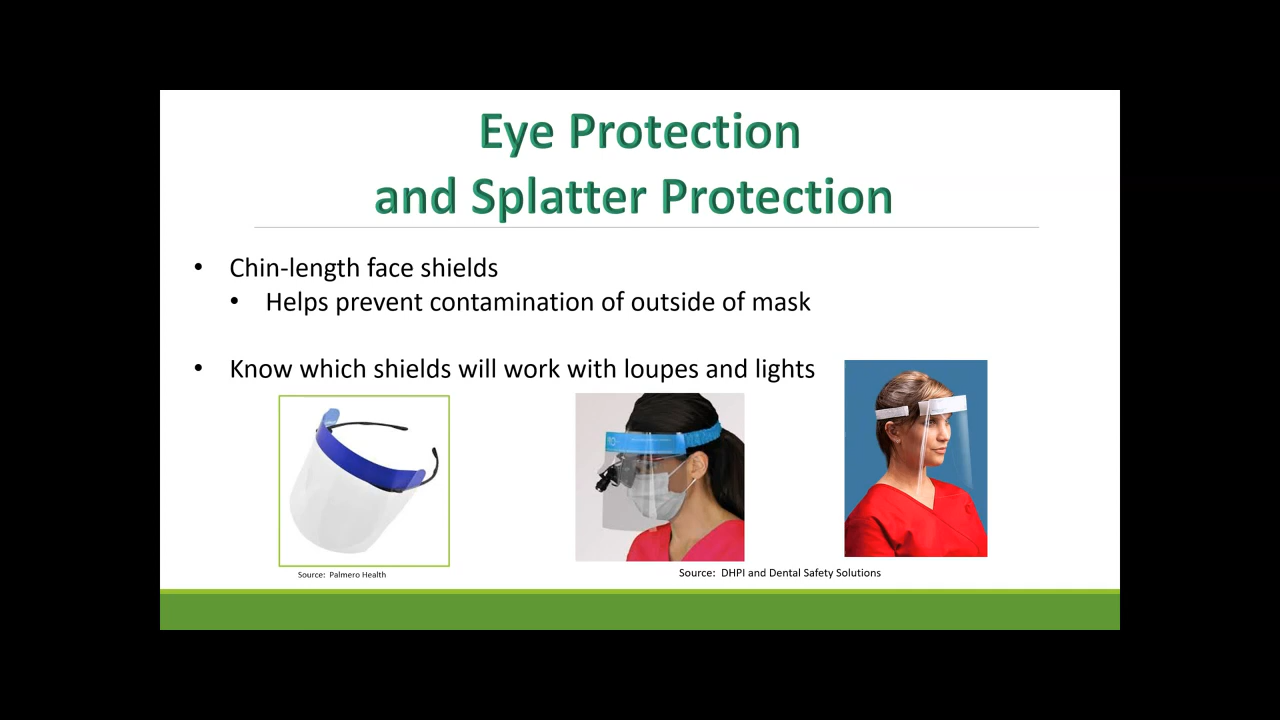 Eye Protection
and Splatter Protection
• Chin-length face shields
• Helps prevent contamination of outside of mask
• Know which shields will work with loupes and lights
Source: Palmero Health
Source: DHPI and Dental Safety Solutions